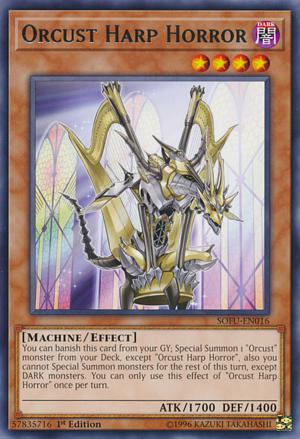 Orcust Harp Horror
DARK
闇
SOFU-EN016
[Machine/Effect]
You can banish this card from your GY; Special Summon 1 "Orcust"
monster from your Deck, except "Orcust Harp Horror", also you
cannot Special Summon monsters for the rest of this turn, except
DARK monsters. You can only use this effect of "Orcust Harp
Horror" once per turn.
ATK/1700 DEF/1400
57835716 1st Edition ©1996 KAZUKI TAKAHASHI